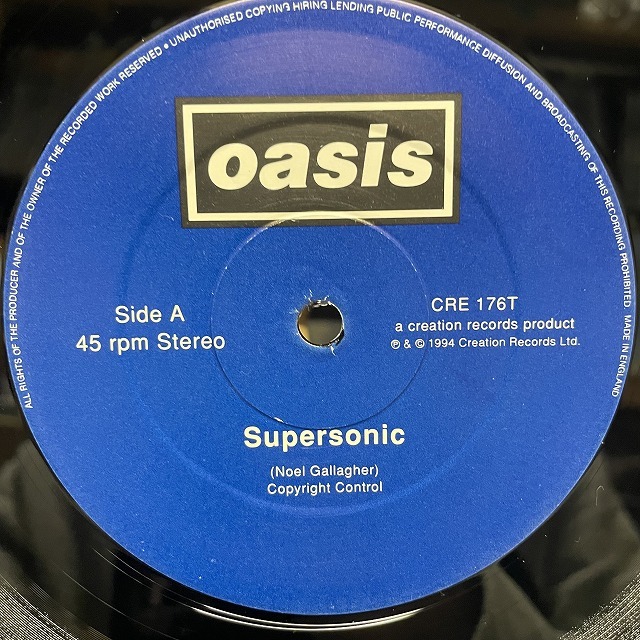 ALL RIGHTS OF THE PRODUCER AND OF THE OWNER OF THE RECORDED WORK RESERVED • UNAUTHORISED COPYING HIRING LENDING PUBLIC PERFORMANCE DIFFUSION AND BROADCASTING OF THIS RECORDING PROHIBITED MADE IN ENGLAND
oasis
Side A
45 rpm Stereo
CRE 176T
a creation records product
℗ & © 1994 Creation Records Ltd.
Supersonic
(Noel Gallagher)
Copyright Control